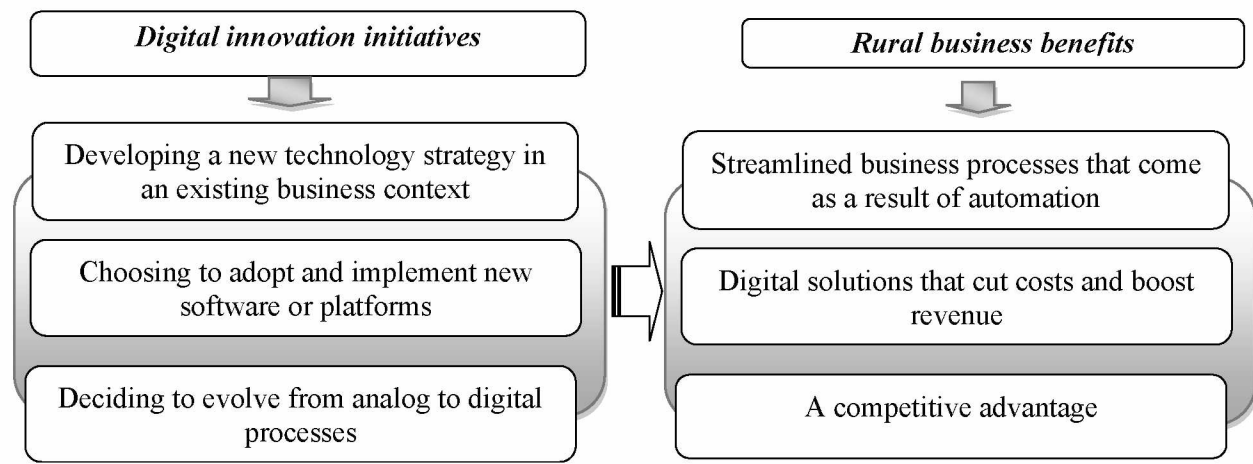 Digital innovation initiatives
Developing a new technology strategy in
an existing business context
Choosing to adopt and implement new
software or platforms
Deciding to evolve from analog to digital
processes
Rural business benefits
Streamlined business processes that come
as a result of automation
Digital solutions that cut costs and boost
revenue
A competitive advantage